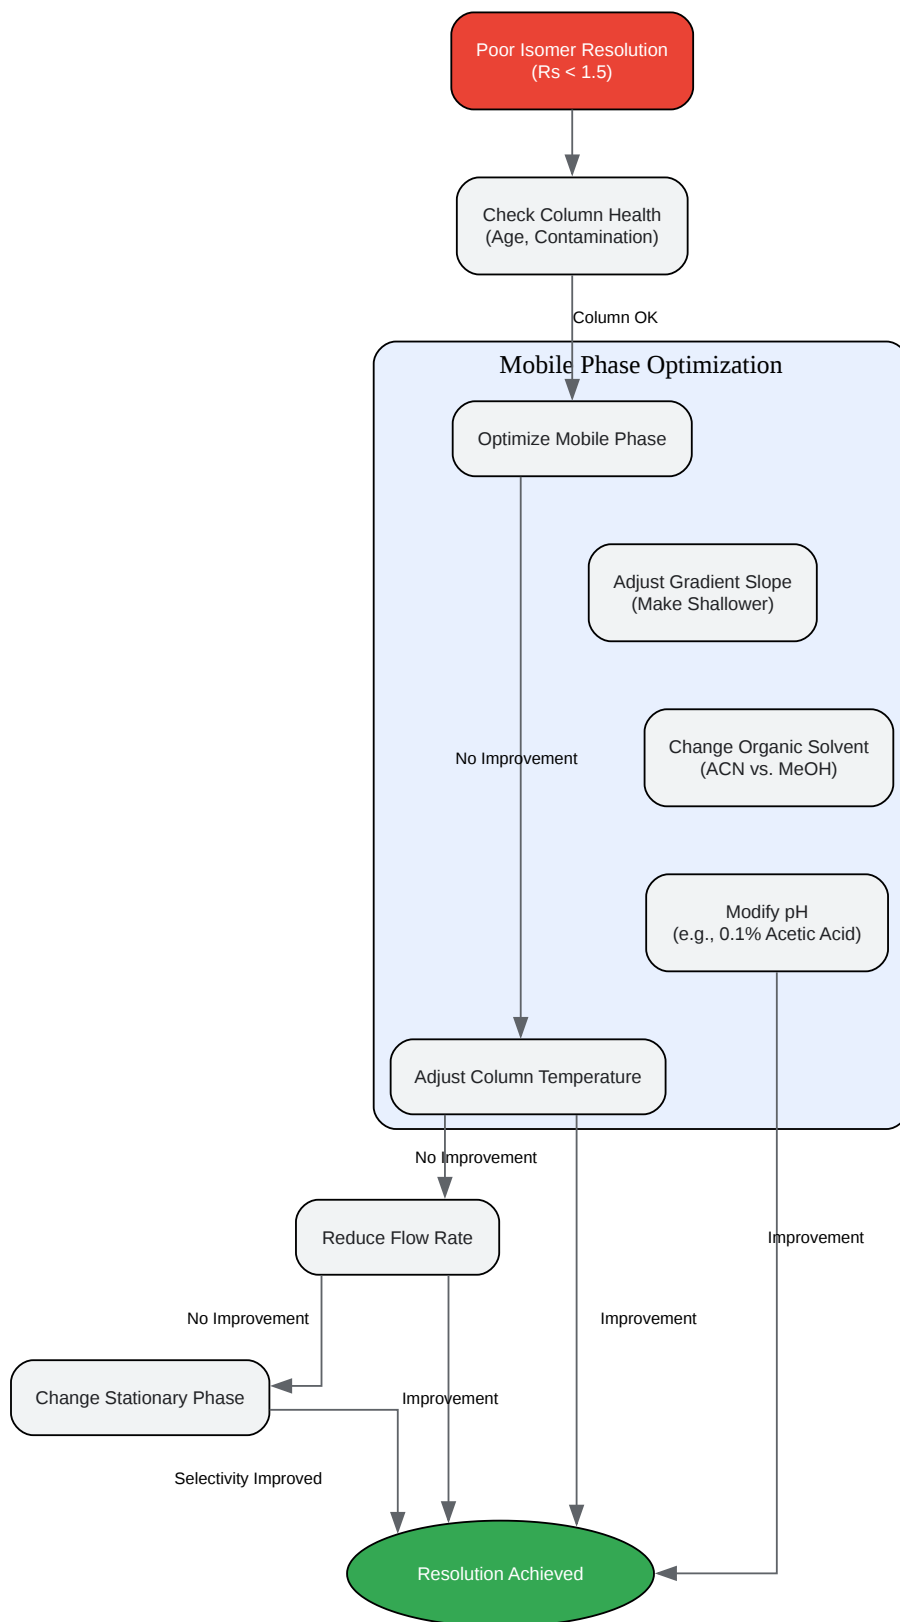 Poor Isomer Resolution
(Rs < 1.5)
Check Column Health
(Age, Contamination)
Column OK
Mobile Phase Optimization
Optimize Mobile Phase
Adjust Gradient Slope
(Make Shallower)
No Improvement
Change Organic Solvent
(ACN vs. MeOH)
Modify pH
(e.g., 0.1% Acetic Acid)
Adjust Column Temperature
No Improvement
Reduce Flow Rate
Improvement
No Improvement
Improvement
Change Stationary Phase
Improvement
Selectivity Improved
Resolution Achieved